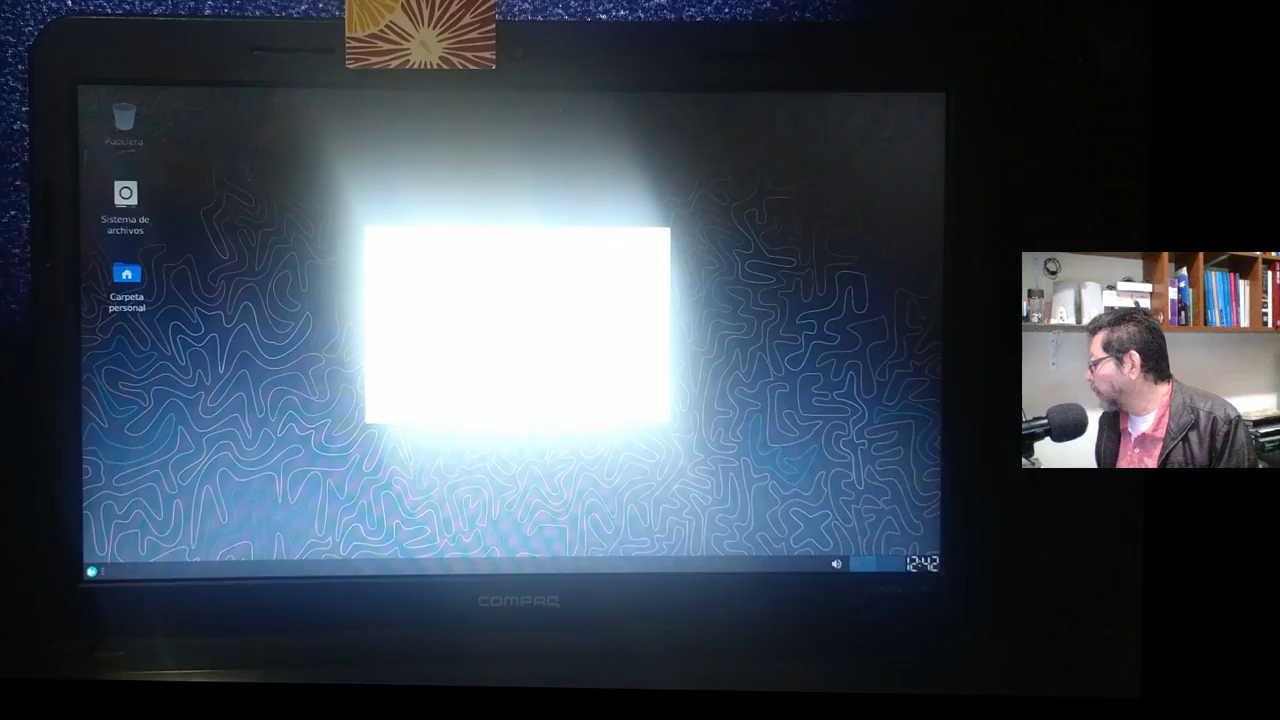 Papelera
Sistema de
archivos
Carpeta
personal
12:42
COMPAQ